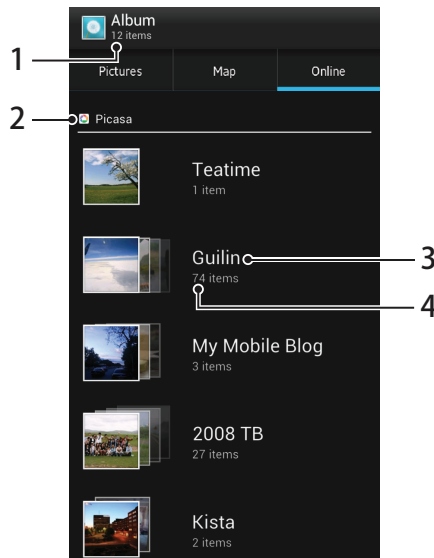 Album
12 items
1
Pictures Map Online
2
Picasa
Teatime
1 item
Guilin
3
74 items
4
My Mobile Blog
3 items
2008 TB
27 items
Kista
2 items